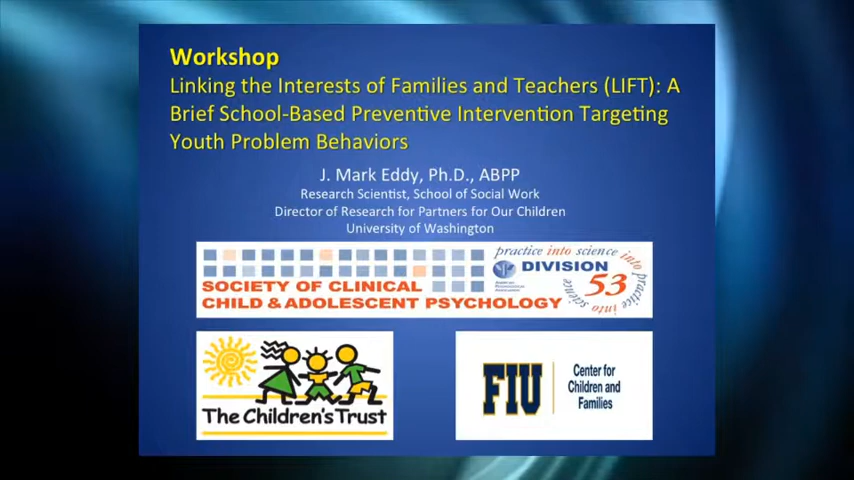 Workshop
Linking the Interests of Families and Teachers (LIFT): A
Brief School-Based Preventive Intervention Targeting
Youth Problem Behaviors
J. Mark Eddy, Ph.D., ABPP
Research Scientist, School of Social Work
Director of Research for Partners for Our Children
University of Washington
SOCIETY OF CLINICAL
CHILD & ADOLESCENT PSYCHOLOGY
practice into science into practice into science into
DIVISION
53
The Children's Trust
FIU
Center for
Children and
Families